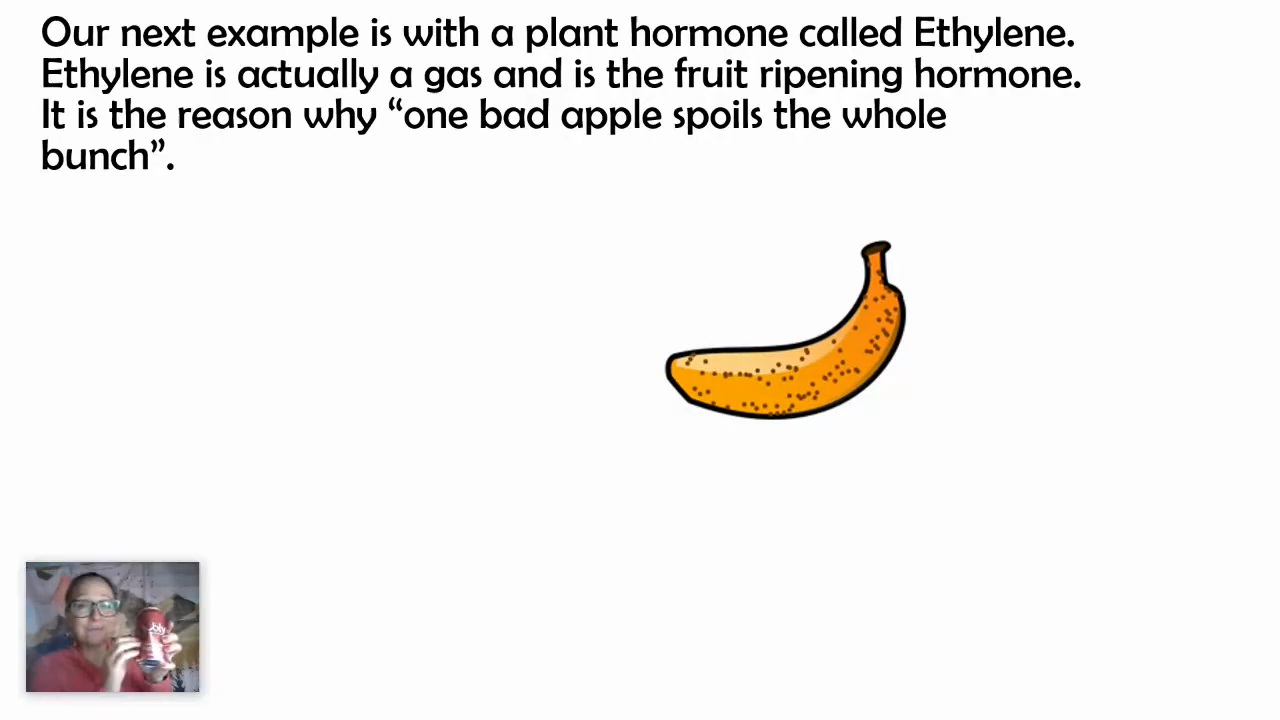 Our next example is with a plant hormone called Ethylene.
Ethylene is actually a gas and is the fruit ripening hormone.
It is the reason why “one bad apple spoils the whole
bunch”.